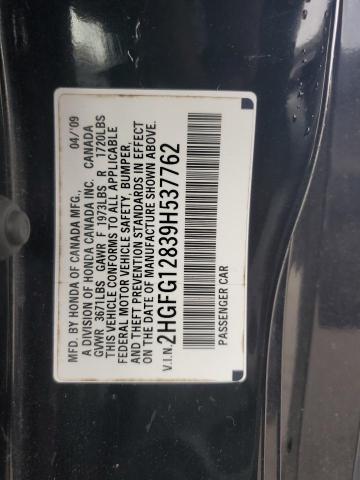 MFD. BY HONDA OF CANADA MFG., 04/'09
A DIVISION OF HONDA CANADA INC. CANADA
GVWR 3671LBS GAWR F 1973LBS R 1720LBS
THIS VEHICLE CONFORMS TO ALL APPLICABLE
FEDERAL MOTOR VEHICLE SAFETY, BUMPER,
AND THEFT PREVENTION STANDARDS IN EFFECT
ON THE DATE OF MANUFACTURE SHOWN ABOVE.
V.I.N. 2HGFG12839H537762
PASSENGER CAR